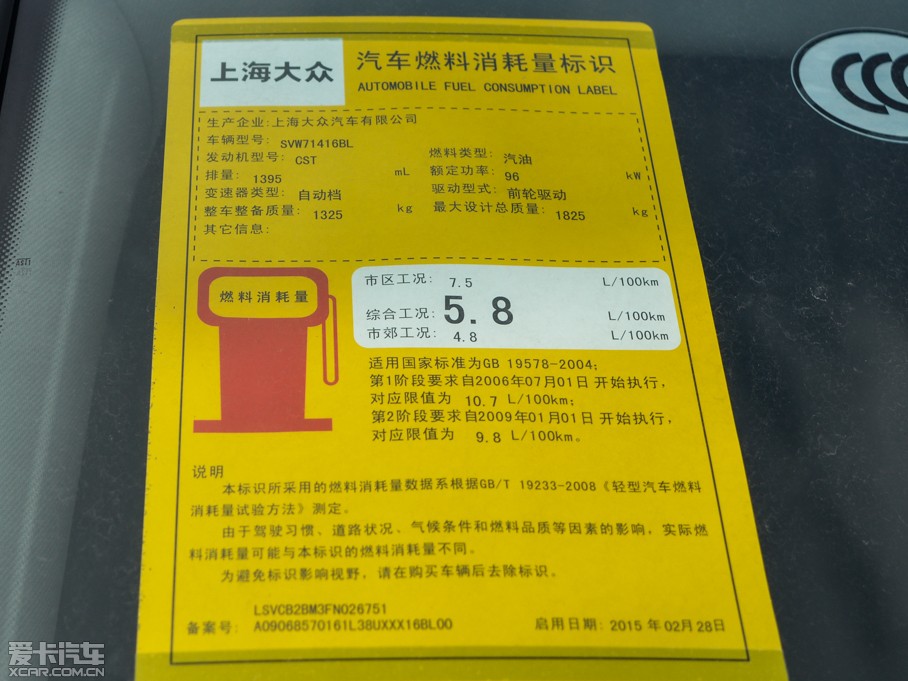 上海大众
汽车燃料消耗量标识
AUTOMOBILE FUEL CONSUMPTION LABEL
生产企业:上海大众汽车有限公司
车辆型号: SVW71416BL
发动机型号: CST 燃料类型: 汽油
排量: 1395 mL 额定功率: 96 kW
变速器类型: 自动档 驱动型式: 前轮驱动
整车整备质量: 1325 kg 最大设计总质量: 1825 kg
其它信息:
燃料消耗量
市区工况: 7.5 L/100km
综合工况: 5.8 L/100km
市郊工况: 4.8 L/100km
适用国家标准为GB 19578-2004;
第1阶段要求自2006年07月01日 开始执行,
对应限值为 10.7 L/100km;
第2阶段要求自2009年01月01日 开始执行,
对应限值为 9.8 L/100km。
说明
本标识所采用的燃料消耗量数据系根据GB/T 19233-2008《轻型汽车燃料
消耗量试验方法》测定。
由于驾驶习惯、道路状况、气候条件和燃料品质等因素的影响,实际燃
料消耗量可能与本标识的燃料消耗量不同。
为避免标识影响视野,请在购买车辆后去除标识。
LSVCB2BM3FN026751
备案号: A09068570161L38UXXX16BL00 启用日期: 2015 年 02月 28日
爱卡汽车
XCAR.COM.CN